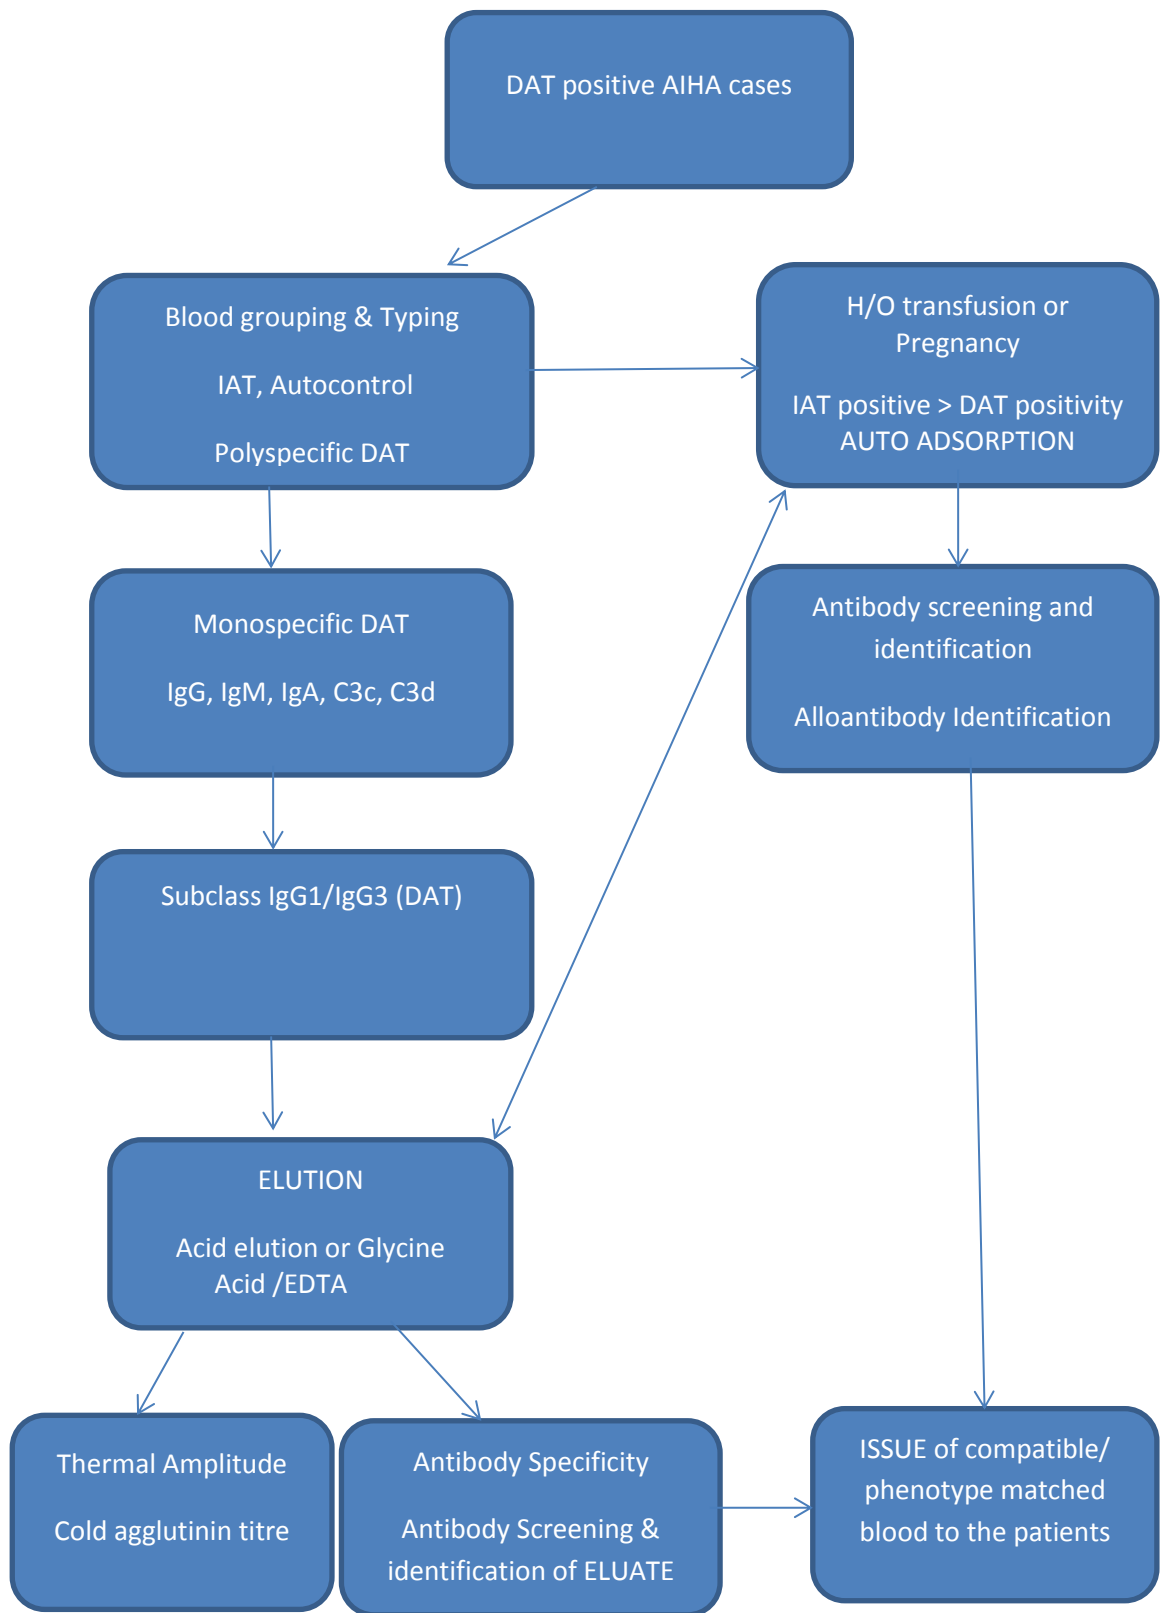 DAT positive AIHA cases
Blood grouping & Typing
IAT, Autocontrol
Polyspecific DAT
H/O transfusion or
Pregnancy
IAT positive > DAT positivity
AUTO ADSORPTION
Monospecific DAT
IgG, IgM, IgA, C3c, C3d
Antibody screening and
identification
Alloantibody Identification
Subclass IgG1/IgG3 (DAT)
ELUTION
Acid elution or Glycine
Acid /EDTA
Thermal Amplitude
Cold agglutinin titre
Antibody Specificity
Antibody Screening &
identification of ELUATE
ISSUE of compatible/
phenotype matched
blood to the patients